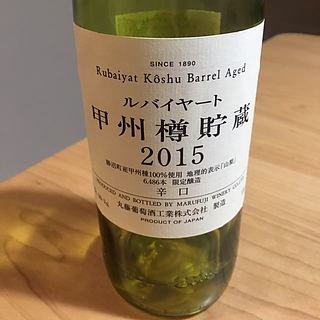 SINCE 1890
Rubaiyat Kôshu Barrel Aged
ルバイヤート
甲州樽貯蔵
2015
勝沼町産甲州種100%使用 地理的表示「山梨」
6,486本 限定醸造
辛口
PRODUCED AND BOTTLED BY MARUFUJI WINERY CO.,LTD
丸藤葡萄酒工業株式会社 製造
PRODUCT OF JAPAN